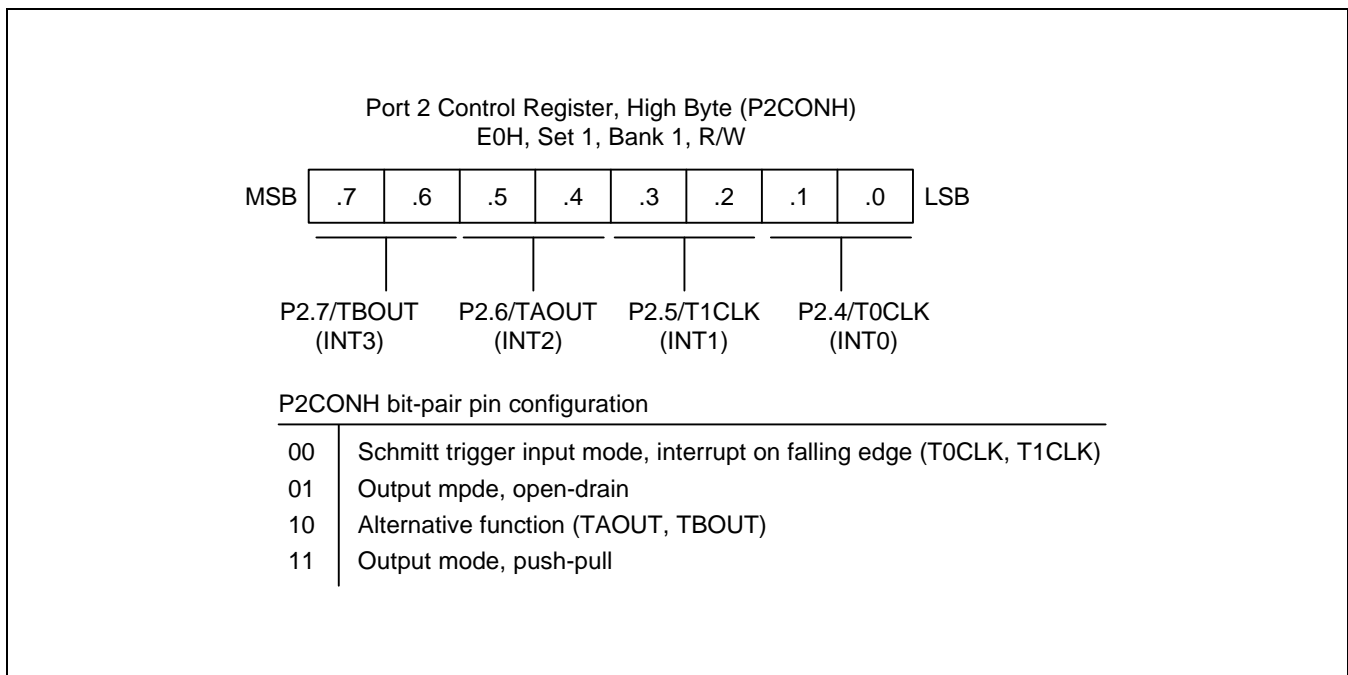 Port 2 Control Register, High Byte (P2CONH)
E0H, Set 1, Bank 1, R/W
MSB .7 .6 .5 .4 .3 .2 .1 .0 LSB
P2.7/TBOUT P2.6/TAOUT P2.5/T1CLK P2.4/T0CLK
(INT3) (INT2) (INT1) (INT0)
P2CONH bit-pair pin configuration
00 Schmitt trigger input mode, interrupt on falling edge (T0CLK, T1CLK)
01 Output mpde, open-drain
10 Alternative function (TAOUT, TBOUT)
11 Output mode, push-pull